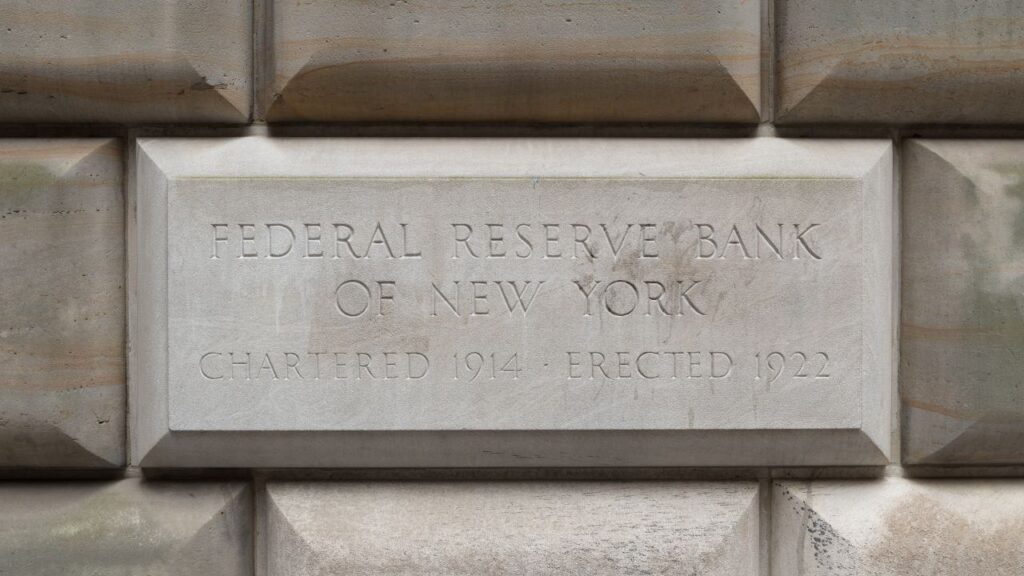 FEDERAL RESERVE BANK
OF NEW YORK
CHARTERED 1914 · ERECTED 1922